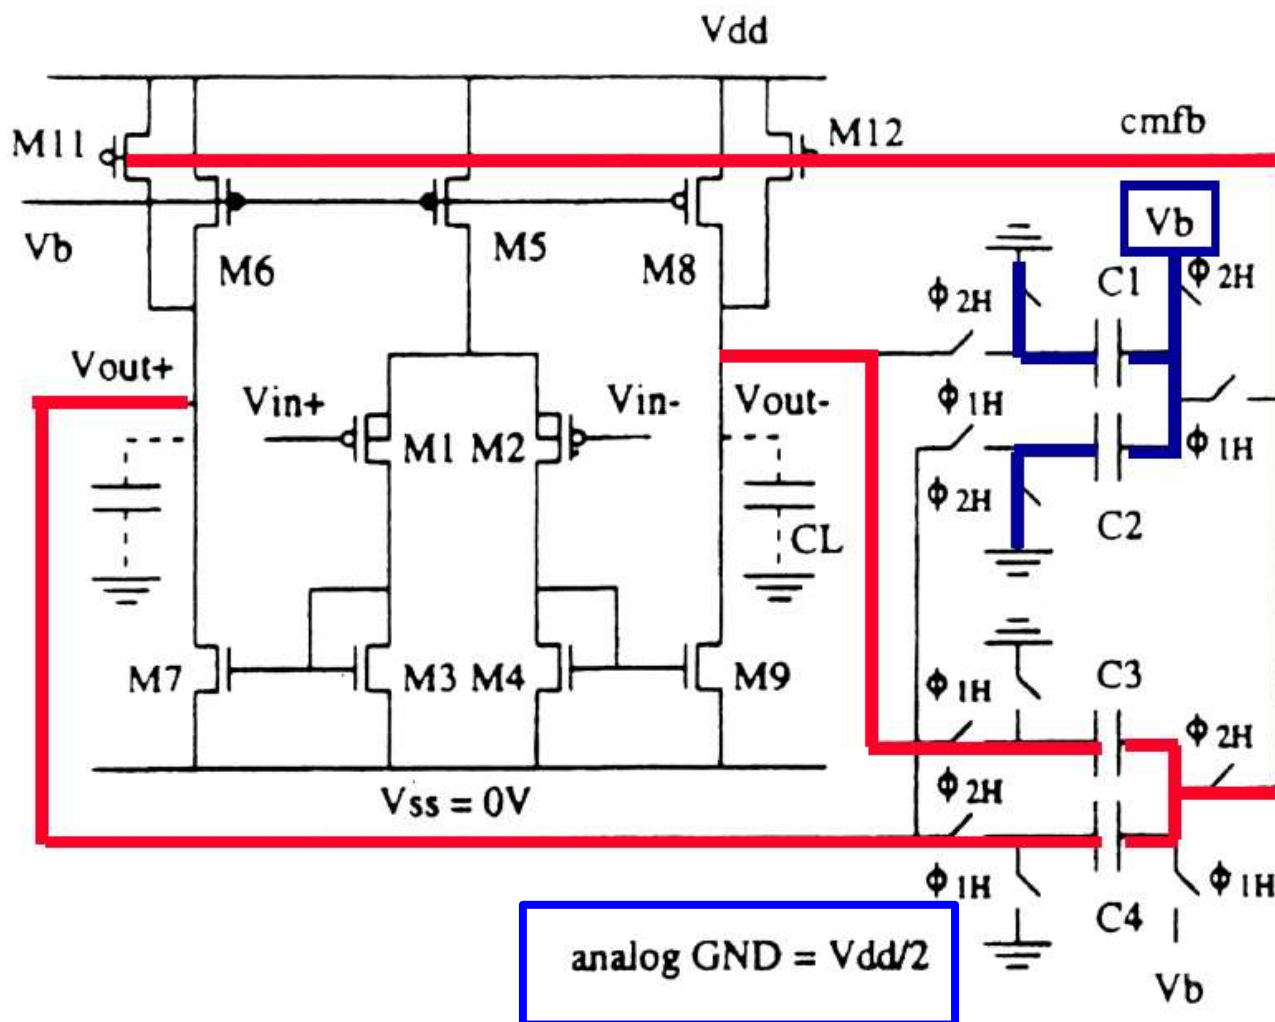 Vdd
M11
M12
cmfb
Vb
M6
M5
M8
Vb
Φ 2H
C1
Φ 2H
Vout+
Vin+
Vin-
Vout-
Φ 1H
M1
M2
Φ 1H
Φ 2H
C2
CL
M7
M3
M4
M9
Φ 1H
C3
Φ 2H
Vss = 0V
Φ 2H
Φ 1H
C4
Φ 1H
analog GND = Vdd/2
Vb